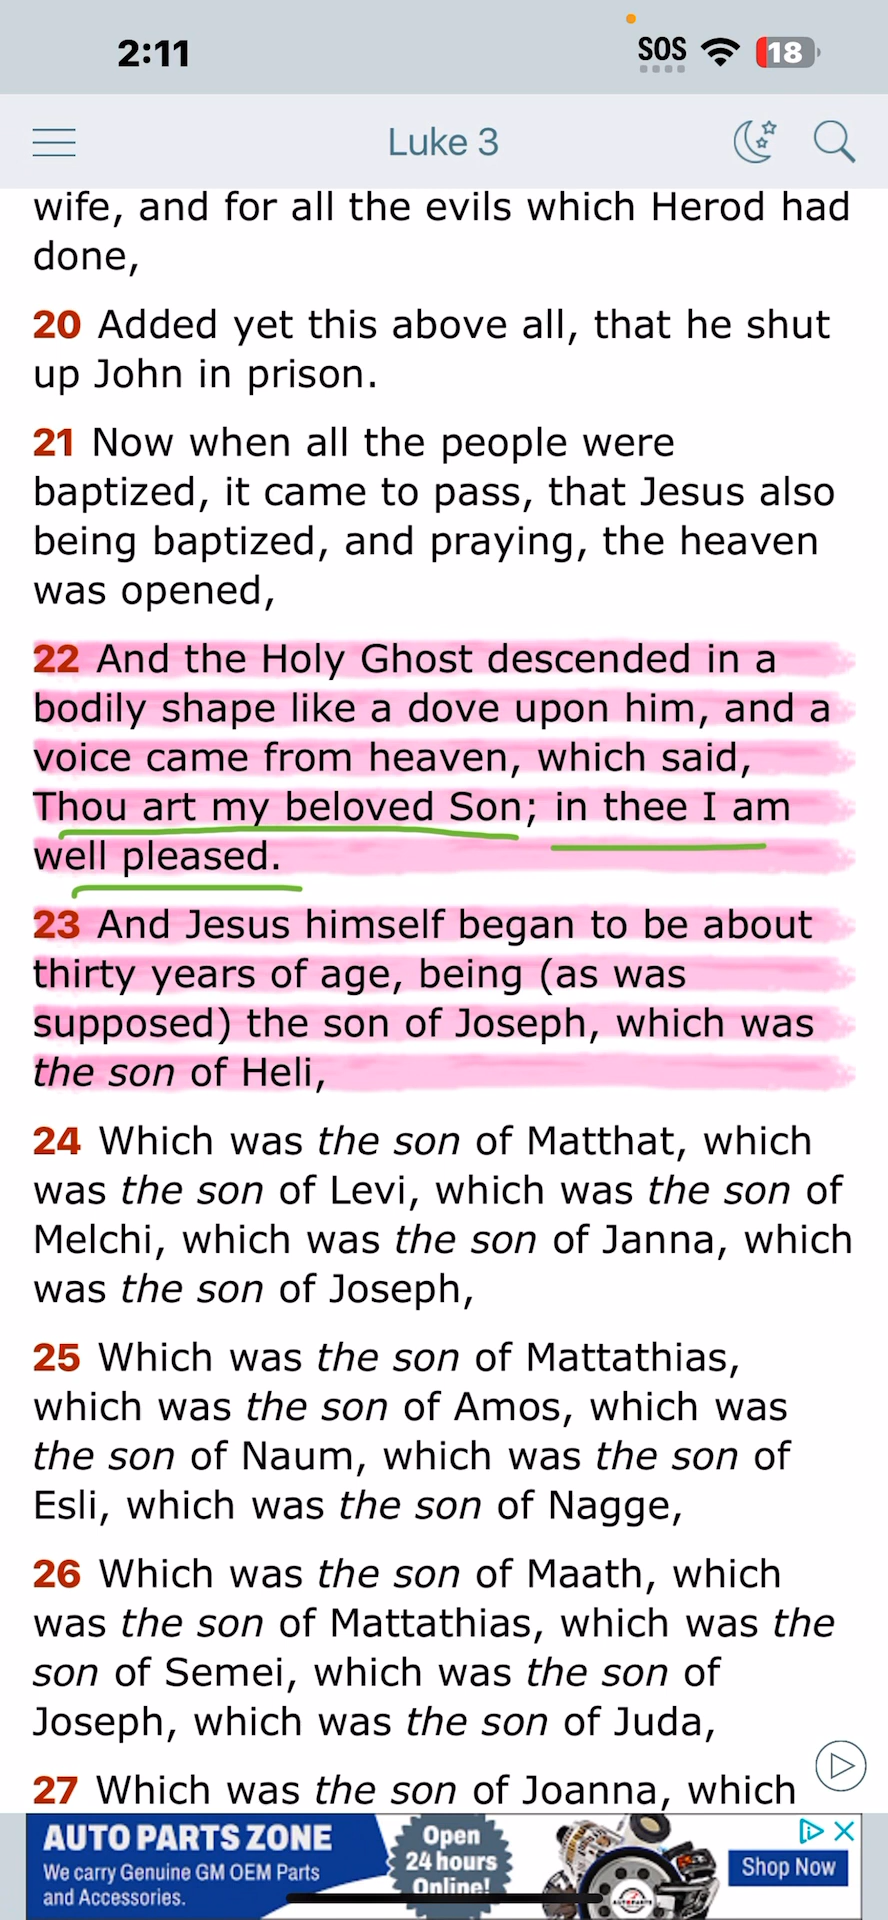 2:11
SOS
18
Luke 3
wife, and for all the evils which Herod had
done,
20 Added yet this above all, that he shut
up John in prison.
21 Now when all the people were
baptized, it came to pass, that Jesus also
being baptized, and praying, the heaven
was opened,
22 And the Holy Ghost descended in a
bodily shape like a dove upon him, and a
voice came from heaven, which said,
Thou art my beloved Son; in thee I am
well pleased.
23 And Jesus himself began to be about
thirty years of age, being (as was
supposed) the son of Joseph, which was
the son of Heli,
24 Which was the son of Matthat, which
was the son of Levi, which was the son of
Melchi, which was the son of Janna, which
was the son of Joseph,
25 Which was the son of Mattathias,
which was the son of Amos, which was
the son of Naum, which was the son of
Esli, which was the son of Nagge,
26 Which was the son of Maath, which
was the son of Mattathias, which was the
son of Semei, which was the son of
Joseph, which was the son of Juda,
27 Which was the son of Joanna, which
AUTO PARTS ZONE
We carry Genuine GM OEM Parts
and Accessories.
Open
24 hours
Online!
Shop Now